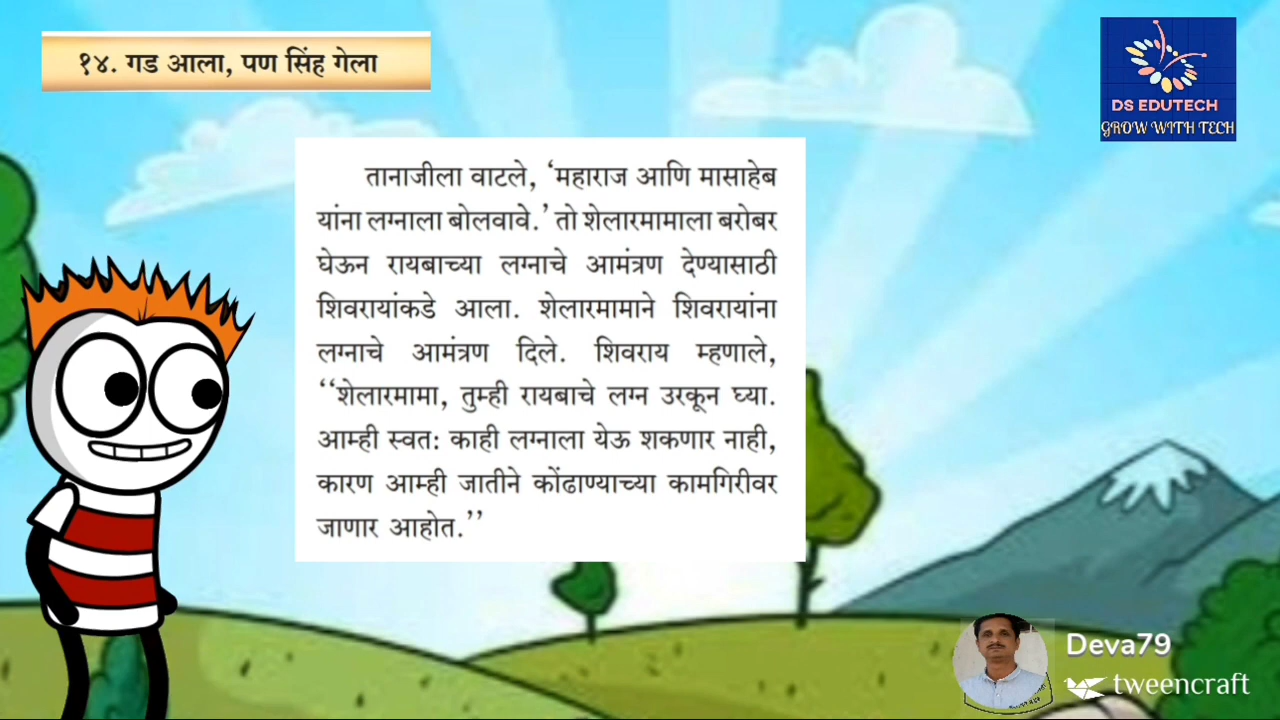 १४. गड आला, पण सिंह गेला
DS EDUTECH
GROW WITH TECH
तानाजीला वाटले, ‘महाराज आणि मासाहेब
यांना लग्नाला बोलवावे.’ तो शेलारमामाला बरोबर
घेऊन रायबाच्या लग्नाचे आमंत्रण देण्यासाठी
शिवरायांकडे आला. शेलारमामाने शिवरायांना
लग्नाचे आमंत्रण दिले. शिवराय म्हणाले,
‘‘शेलारमामा, तुम्ही रायबाचे लग्न उरकून घ्या.
आम्ही स्वत: काही लग्नाला येऊ शकणार नाही,
कारण आम्ही जातीने कोंढाण्याच्या कामगिरीवर
जाणार आहोत.’’
Deva79
tweencraft